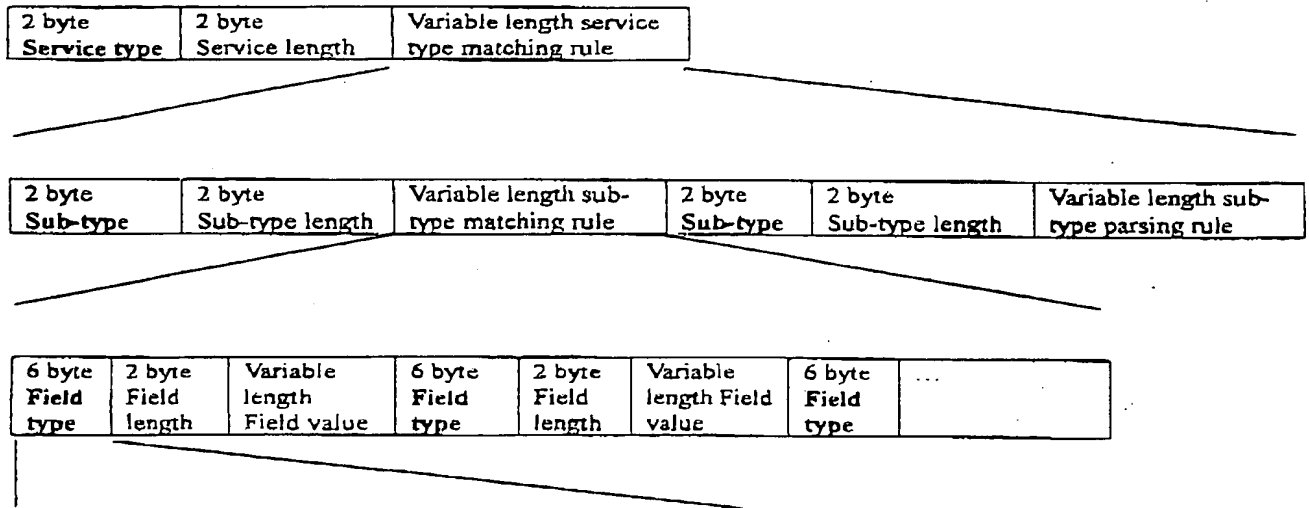 2 byte
Service type
2 byte
Service length
Variable length service
type matching rule
2 byte
Sub-type
2 byte
Sub-type length
Variable length sub-
type matching rule
2 byte
Sub-type
2 byte
Sub-type length
Variable length sub-
type parsing rule
6 byte
Field
type
2 byte
Field
length
Variable
length
Field value
6 byte
Field
type
2 byte
Field
length
Variable
length Field
value
6 byte
Field
type
...